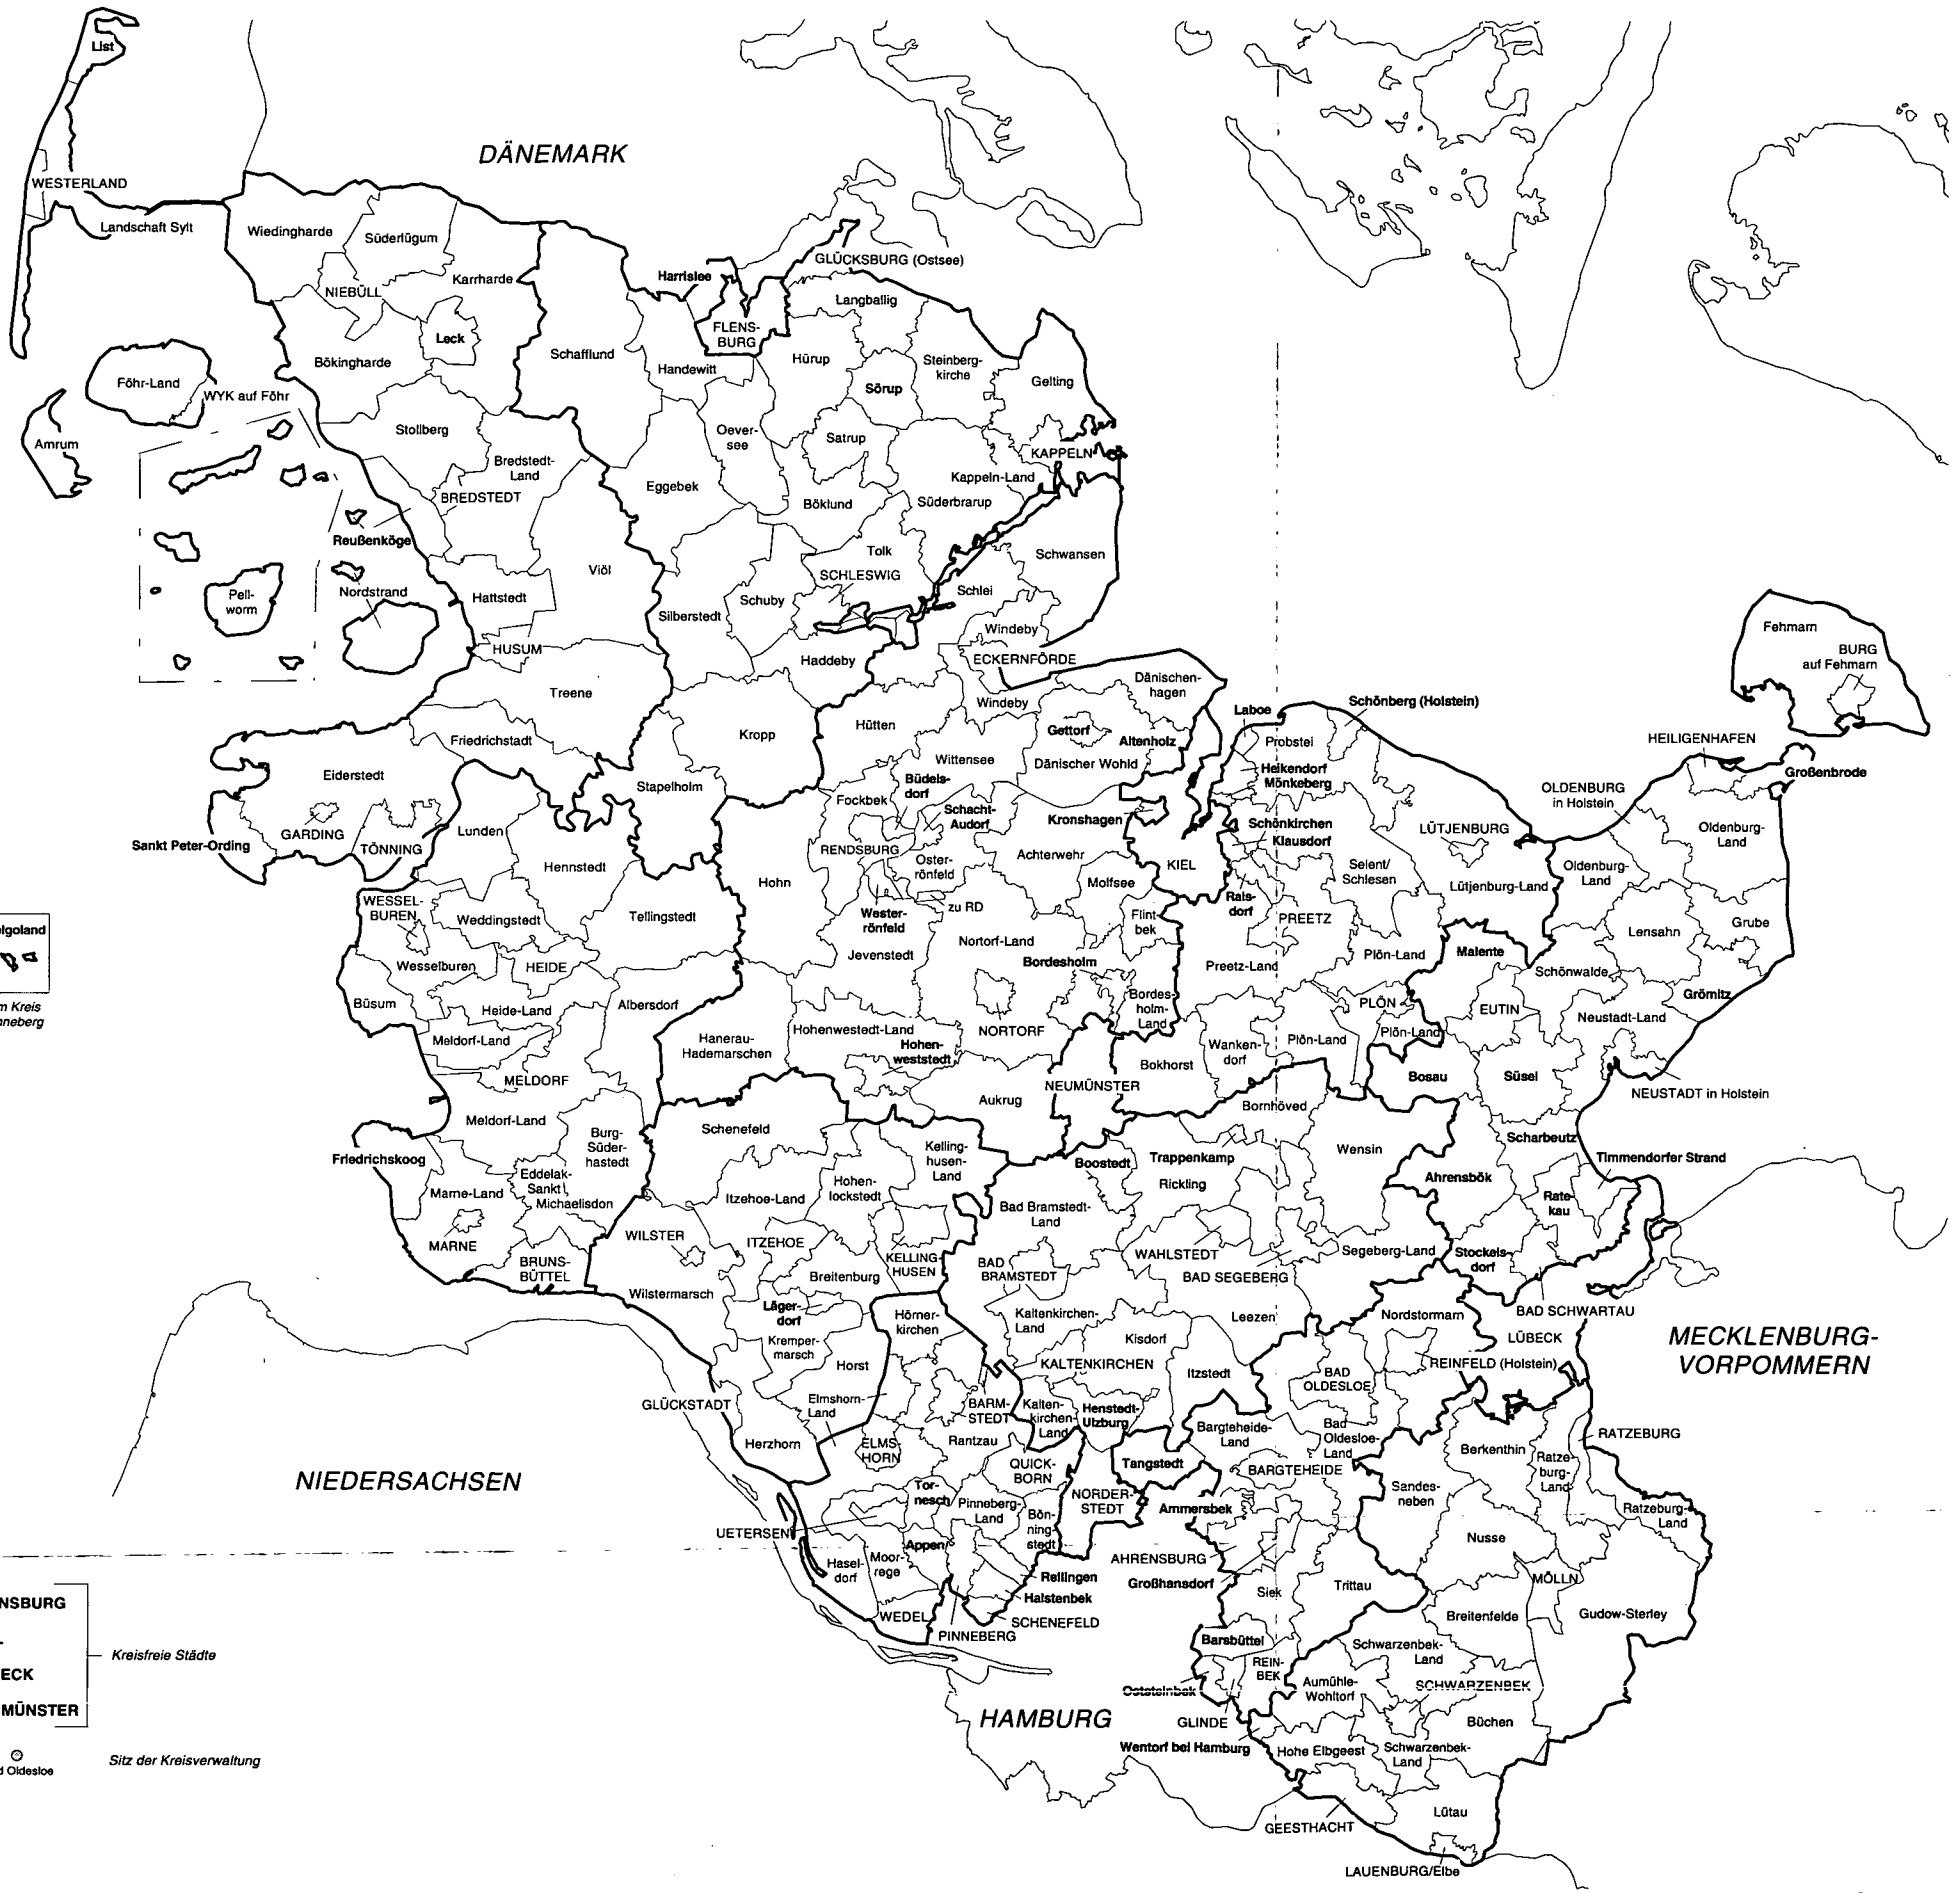 List
DÄNEMARK
WESTERLAND
Landschaft Sylt
Wiedingharde
Süderlügum
Karrharde
NIEBÜLL
Leck
Bökingharde
Harrislee
GLÜCKSBURG (Ostsee)
Langballig
FLENS-
BURG
Schafflund
Handewitt
Hürup
Sörup
Steinberg-
kirche
Gelting
Föhr-Land
WYK auf Föhr
Amrum
Stollberg
Bredstedt-
Land
BREDSTEDT
Oever-
see
Satrup
KAPPELN
Kappeln-Land
Eggebek
Böklund
Süderbrarup
Reußenköge
Viöl
Tolk
SCHLESWIG
Schwansen
Schlei
Pell-
worm
Nordstrand
Hattstedt
Silberstedt
Schuby
Windeby
HUSUM
Haddeby
ECKERNFÖRDE
Fehmarn
BURG
auf Fehmarn
Treene
Dänischen-
hagen
Windeby
Hütten
Gettorf
Altenholz
Laboe
Schönberg (Holstein)
Probstei
Friedrichstadt
Kropp
Wittensee
Dänischer Wohld
HEILIGENHAFEN
Großenbrode
Eiderstedt
Stapelholm
Büdels-
dorf
Heikendorf
Mönkeberg
OLDENBURG
in Holstein
Fockbek
Schacht-
Audorf
Kronshagen
Schönkirchen
Klausdorf
GARDING
TÖNNING
Sankt Peter-Ording
Lunden
RENDSBURG
Oster-
rönfeld
Achterwehr
KIEL
Selent/
Schlesen
LÜTJENBURG
Oldenburg-
Land
Oldenburg-
Land
Hennstedt
Hohn
Molfsee
Lütjenburg-Land
WESSEL-
BUREN
Weddingstedt
Tellingstedt
Wester-
rönfeld
zu RD
Flint-
bek
Rais-
dorf
PREETZ
Lensahn
Grube
elgoland
Nortorf-Land
Jevenstedt
Bordesholm
Preetz-Land
Plön-Land
Malente
Schönwalde
Wesselburen
HEIDE
Büsum
Heide-Land
Albersdorf
Bordes-
holm-
Land
PLÖN
Grömitz
EUTIN
Neustadt-Land
m Kreis
nneberg
Meldorf-Land
Hanerau-
Hademarschen
Hohenwestedt-Land
Hohen-
weststedt
NORTORF
Wanken-
dorf
Plön-Land
Plön-Land
Bokhorst
MELDORF
NEUMÜNSTER
Bosau
Süsel
NEUSTADT in Holstein
Aukrug
Bornhöved
Meldorf-Land
Schenefeld
Burg-
Süder-
hastedt
Kelling-
husen-
Land
Wensin
Scharbeutz
Friedrichskoog
Boostedt
Trappenkamp
Rickling
Timmendorfer Strand
Ahrensbök
Marne-Land
Eddelak-
Sankt
Michaelisdon
Itzehoe-Land
Hohen-
lockstedt
Bad Bramstedt-
Land
Rate-
kau
MARNE
WILSTER
ITZEHOE
KELLING-
HUSEN
WAHLSTEDT
Segeberg-Land
Stockels-
dorf
BRUNS-
BÜTTEL
Breitenburg
BAD
BRAMSTEDT
BAD SEGEBERG
Wilstermarsch
Läger-
dorf
Hörner-
kirchen
Kaltenkirchen-
Land
Leezen
Nordstormarn
BAD SCHWARTAU
Kisdorf
LÜBECK
Kremper-
marsch
Horst
KALTENKIRCHEN
Itzstedt
REINFELD (Holstein)
BAD
OLDESLOE
MECKLENBURG-
VORPOMMERN
GLÜCKSTADT
Elmshorn-
Land
BARM-
STEDT
Kalten-
kirchen-
Land
Henstedt-
Ulzburg
Bargteheide-
Land
Bad
Oldesloe-
Land
RATZEBURG
Herzhorn
ELMS
HORN
Rantzau
QUICK-
BORN
Tangstedt
BARGTEHEIDE
Berkenthin
Ratze-
burg-
Land
NIEDERSACHSEN
Tor-
nesch
Pinneberg-
Land
NORDER-
STEDT
Ammersbek
Sandes-
neben
Ratzeburg-
Land
UETERSEN
Bön-
ning-
stedt
Nusse
Appen
Hasel-
dorf
Moor-
rege
AHRENSBURG
Großhansdorf
Rellingen
Halstenbek
SCHENEFELD
Siek
Trittau
MÖLLN
WEDEL
PINNEBERG
Breitenfelde
Gudow-Sterley
NSBURG
ECK
MÜNSTER
Kreisfreie Städte
Barsbüttel
REIN-
BEK
Schwarzenbek-
Land
Oststeinbek
Aumühle-
Wohltorf
SCHWARZENBEK
HAMBURG
GLINDE
Büchen
Wentorf bei Hamburg
Hohe Elbgeest
Schwarzenbek-
Land
d Oldesloe
Sitz der Kreisverwaltung
GEESTHACHT
Lütau
LAUENBURG/Elbe